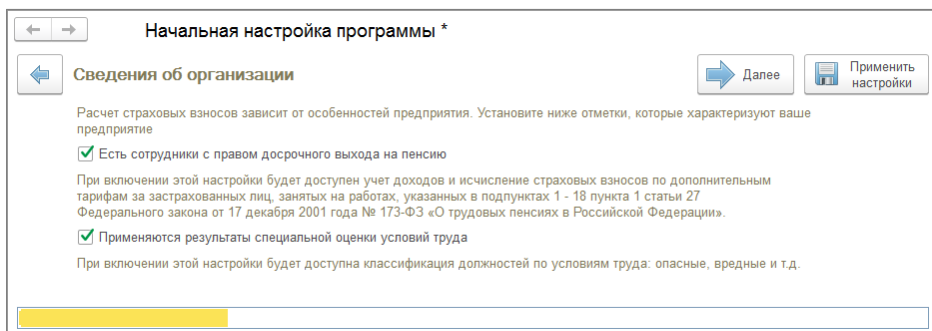 Начальная настройка программы *
Сведения об организации
Далее
Применить
настройки
Расчет страховых взносов зависит от особенностей предприятия. Установите ниже отметки, которые характеризуют ваше
предприятие
Есть сотрудники с правом досрочного выхода на пенсию
При включении этой настройки будет доступен учет доходов и исчисление страховых взносов по дополнительным
тарифам за застрахованных лиц, занятых на работах, указанных в подпунктах 1 - 18 пункта 1 статьи 27
Федерального закона от 17 декабря 2001 года № 173-ФЗ «О трудовых пенсиях в Российской Федерации».
Применяются результаты специальной оценки условий труда
При включении этой настройки будет доступна классификация должностей по условиям труда: опасные, вредные и т.д.